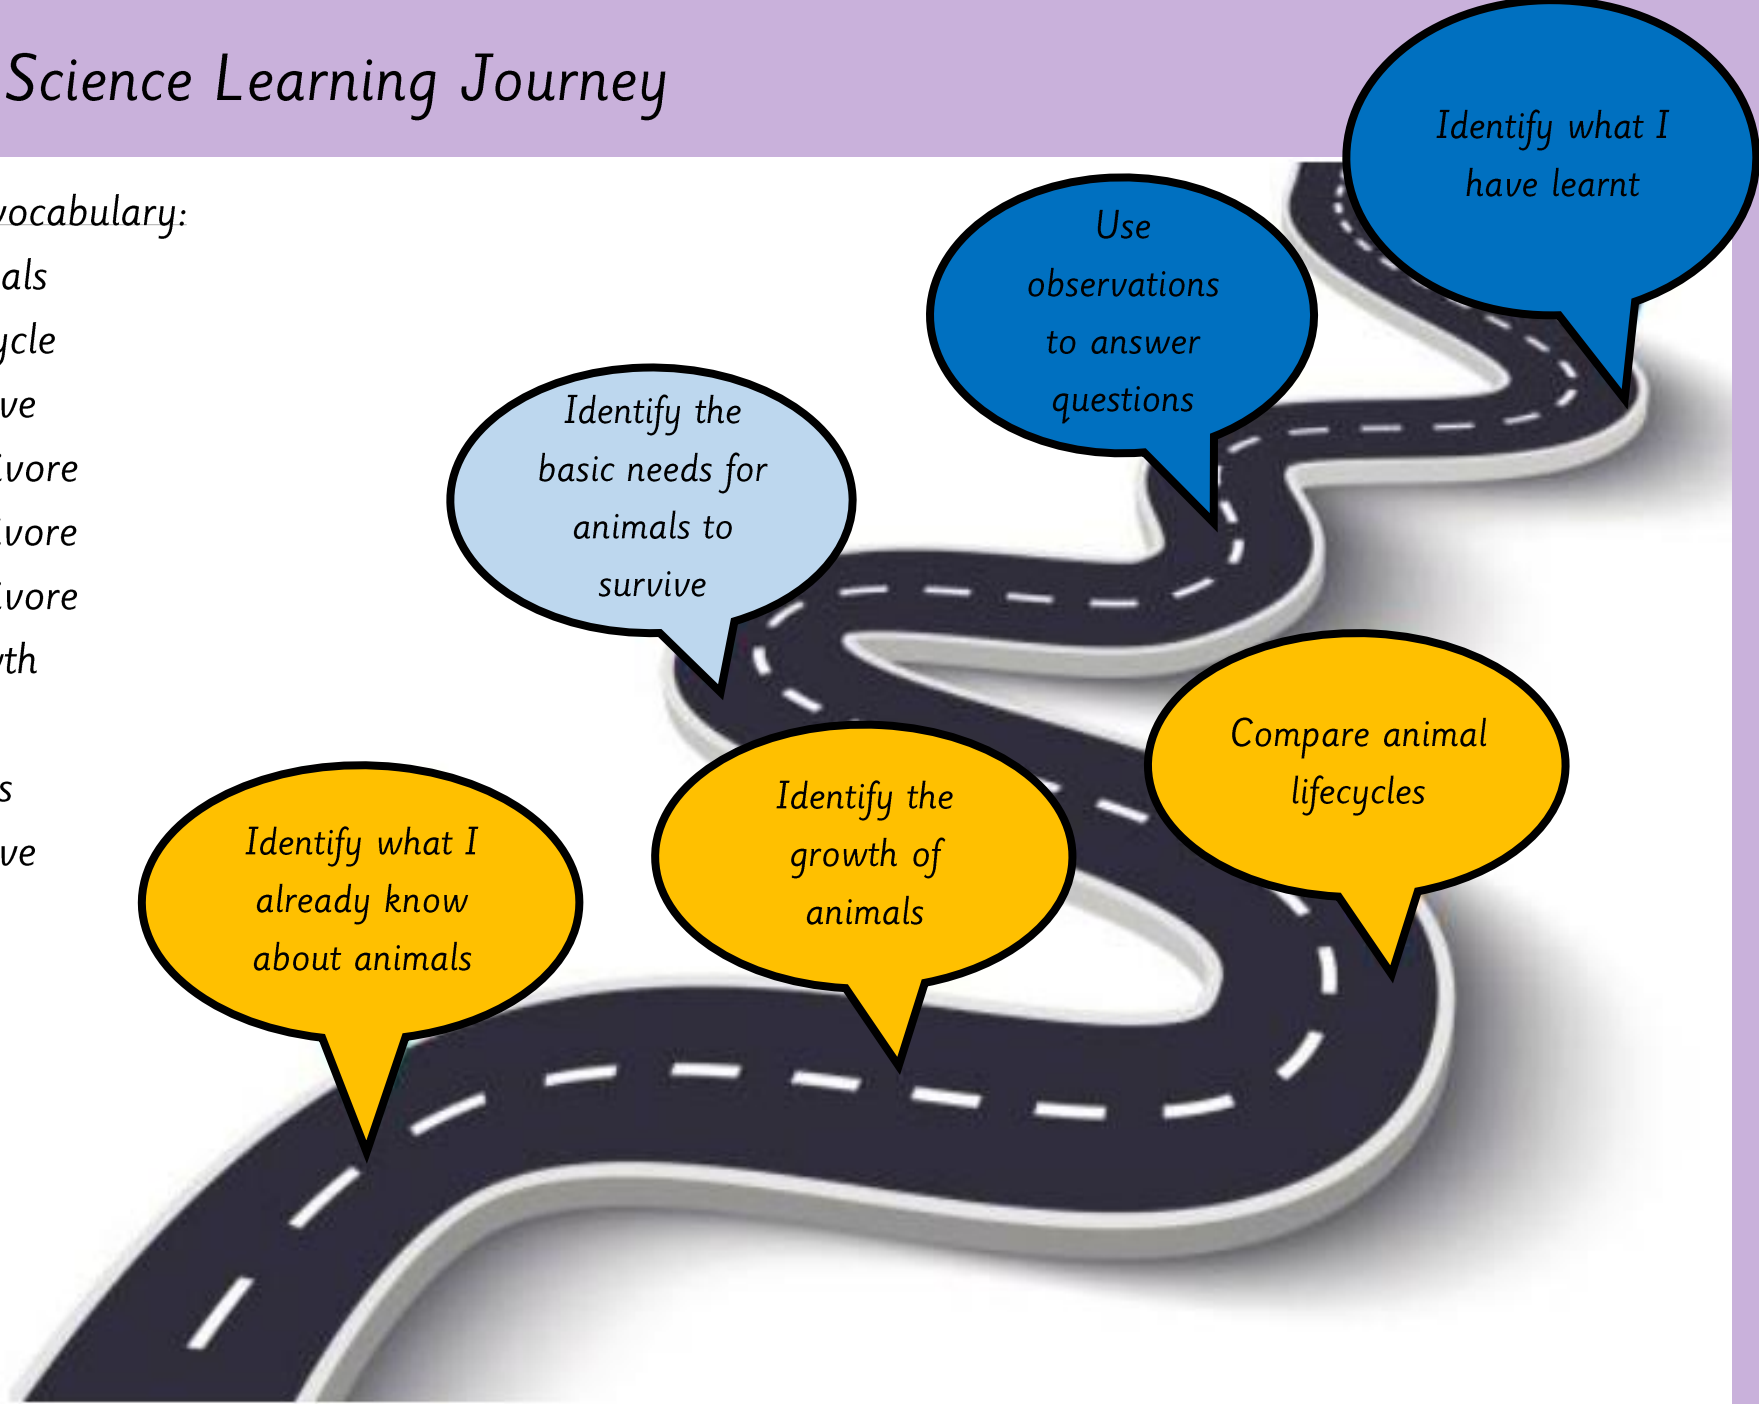 Science Learning Journey
vocabulary:
als
ycle
ve
ivore
ivore
ivore
th
s
ve
Identify what I
have learnt
Use
observations
to answer
questions
Identify the
basic needs for
animals to
survive
Compare animal
lifecycles
Identify the
growth of
animals
Identify what I
already know
about animals